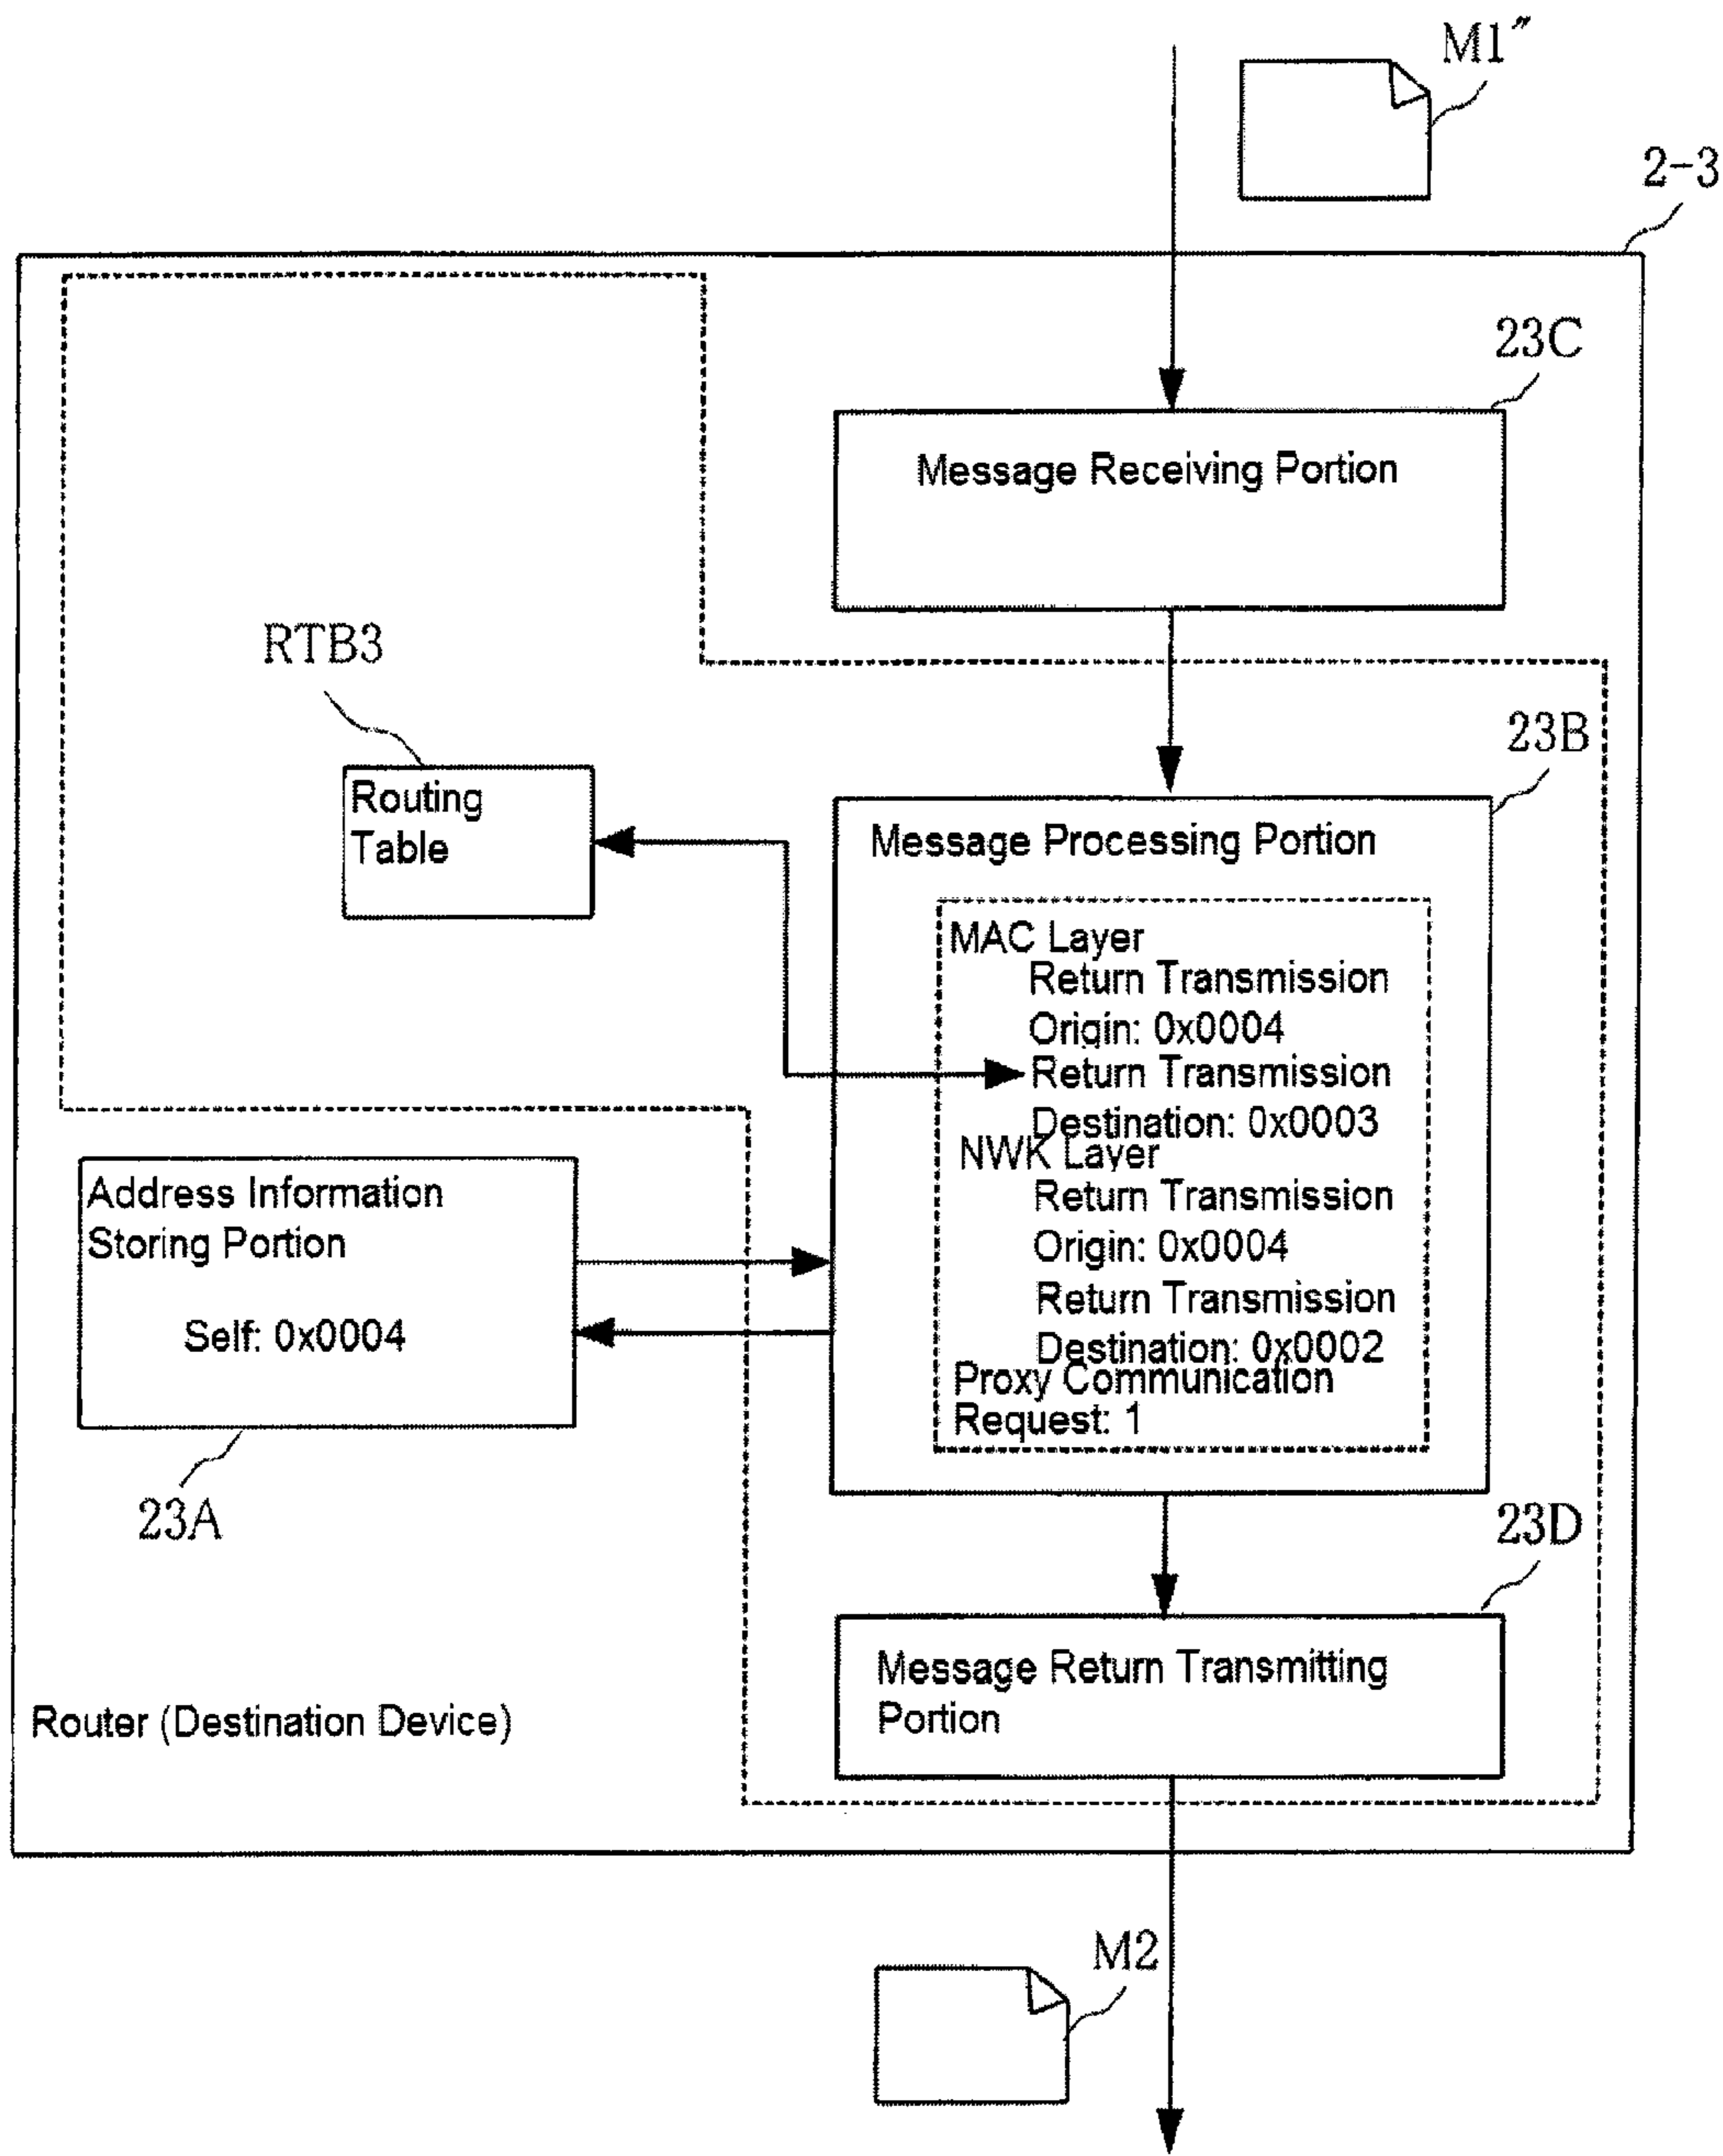 M1"
2-3
23C
Message Receiving Portion
RTB3
23B
Routing
Table
Message Processing Portion
MAC Layer
Return Transmission
Origin: 0x0004
Return Transmission
Destination: 0x0003
NWK Layer
Return Transmission
Origin: 0x0004
Return Transmission
Destination: 0x0002
Proxy Communication
Request: 1
Address Information
Storing Portion
Self: 0x0004
23A
23D
Message Return Transmitting
Portion
Router (Destination Device)
M2